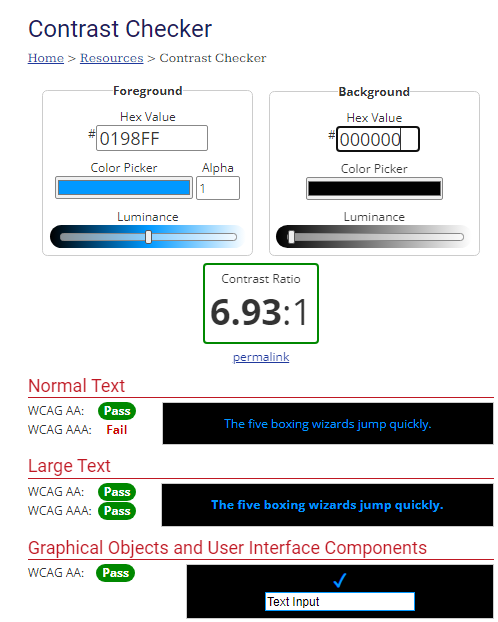 Contrast Checker
Home > Resources > Contrast Checker
Foreground
Hex Value
# 0198FF
Color Picker Alpha
1
Luminance
Background
Hex Value
# 000000
Color Picker
Luminance
Contrast Ratio
6.93:1
permalink
Normal Text
WCAG AA: Pass
WCAG AAA: Fail
The five boxing wizards jump quickly.
Large Text
WCAG AA: Pass
WCAG AAA: Pass
The five boxing wizards jump quickly.
Graphical Objects and User Interface Components
WCAG AA: Pass
✓
Text Input